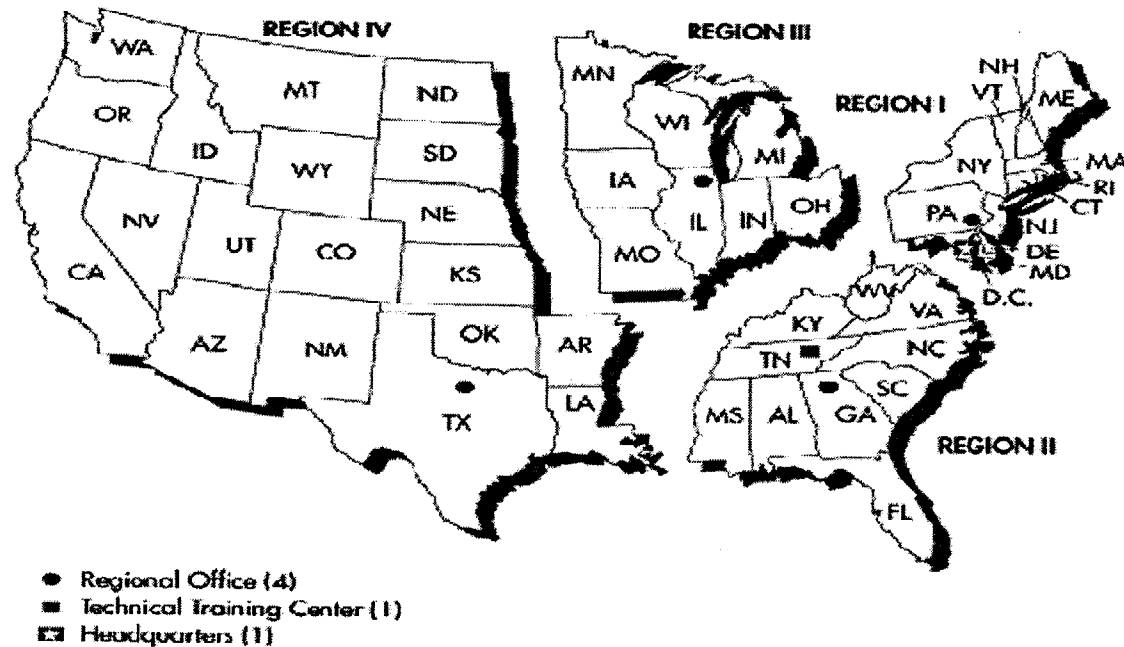 REGION IV
REGION III
REGION I
REGION II
WA
MT
ND
OR
ID
SD
WY
NE
NV
UT
CO
KS
CA
AZ
NM
OK
AR
TX
LA
MN
WI
MI
IA
IL
IN
OH
MO
NH
VT
ME
NY
MA
RI
CT
PA
NJ
DE
MD
D.C.
WV
KY
VA
TN
NC
SC
MS
AL
GA
FL
Regional Office (4)
Technical Training Center (1)
Headquarters (1)